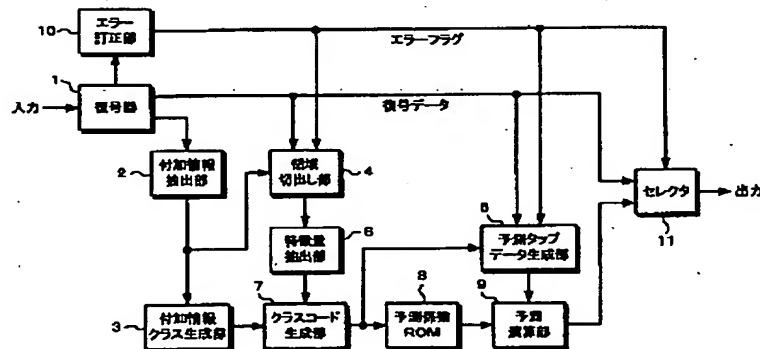 10
エラー
訂正部
エラーフラグ
1
入力
復号器
復号データ
2
付加情報
抽出部
領域
切出し部
4
セレクタ
出力
11
特徴量
抽出部
6
5
予測タップ
データ生成部
3
付加情報
クラス生成部
7
クラスコード
生成部
8
予測係数
ROM
9
予測
演算部